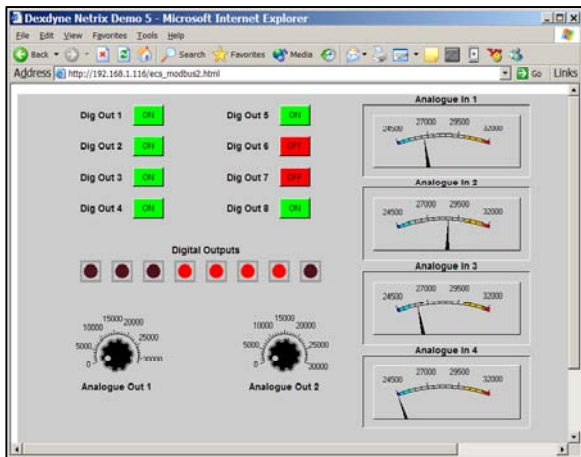 Dexdyne Netrix Demo 5 - Microsoft Internet Explorer
File Edit View Favorites Tools Help
Back Search Favorites Media
Address http://192.168.1.116/ecs_modbus2.html Go Links
Dig Out 1 ON Dig Out 5 ON
Dig Out 2 ON Dig Out 6 OFF
Dig Out 3 ON Dig Out 7 OFF
Dig Out 4 ON Dig Out 8 ON
Digital Outputs
0 5000 10000 15000 20000 25000 30000
Analogue Out 1
0 5000 10000 15000 20000 25000 30000
Analogue Out 2
Analogue In 1
24500 27000 29500 32000
Analogue In 2
24500 27000 29500 32000
Analogue In 3
24500 27000 29500 32000
Analogue In 4
24500 27000 29500 32000